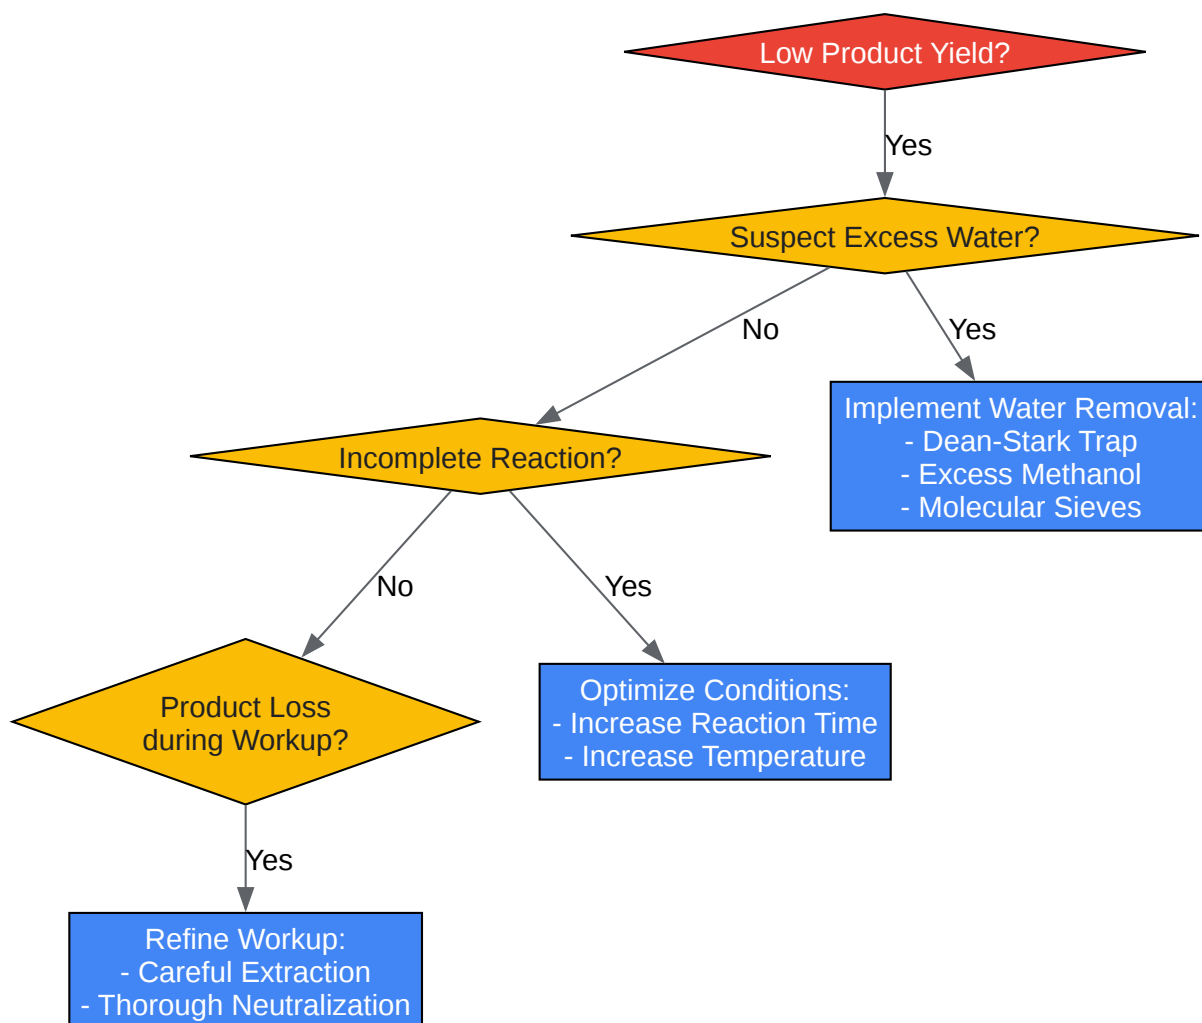 Low Product Yield?
Yes
Suspect Excess Water?
No
Yes
Implement Water Removal:
- Dean-Stark Trap
- Excess Methanol
- Molecular Sieves
Incomplete Reaction?
No
Yes
Optimize Conditions:
- Increase Reaction Time
- Increase Temperature
Product Loss
during Workup?
Yes
Refine Workup:
- Careful Extraction
- Thorough Neutralization